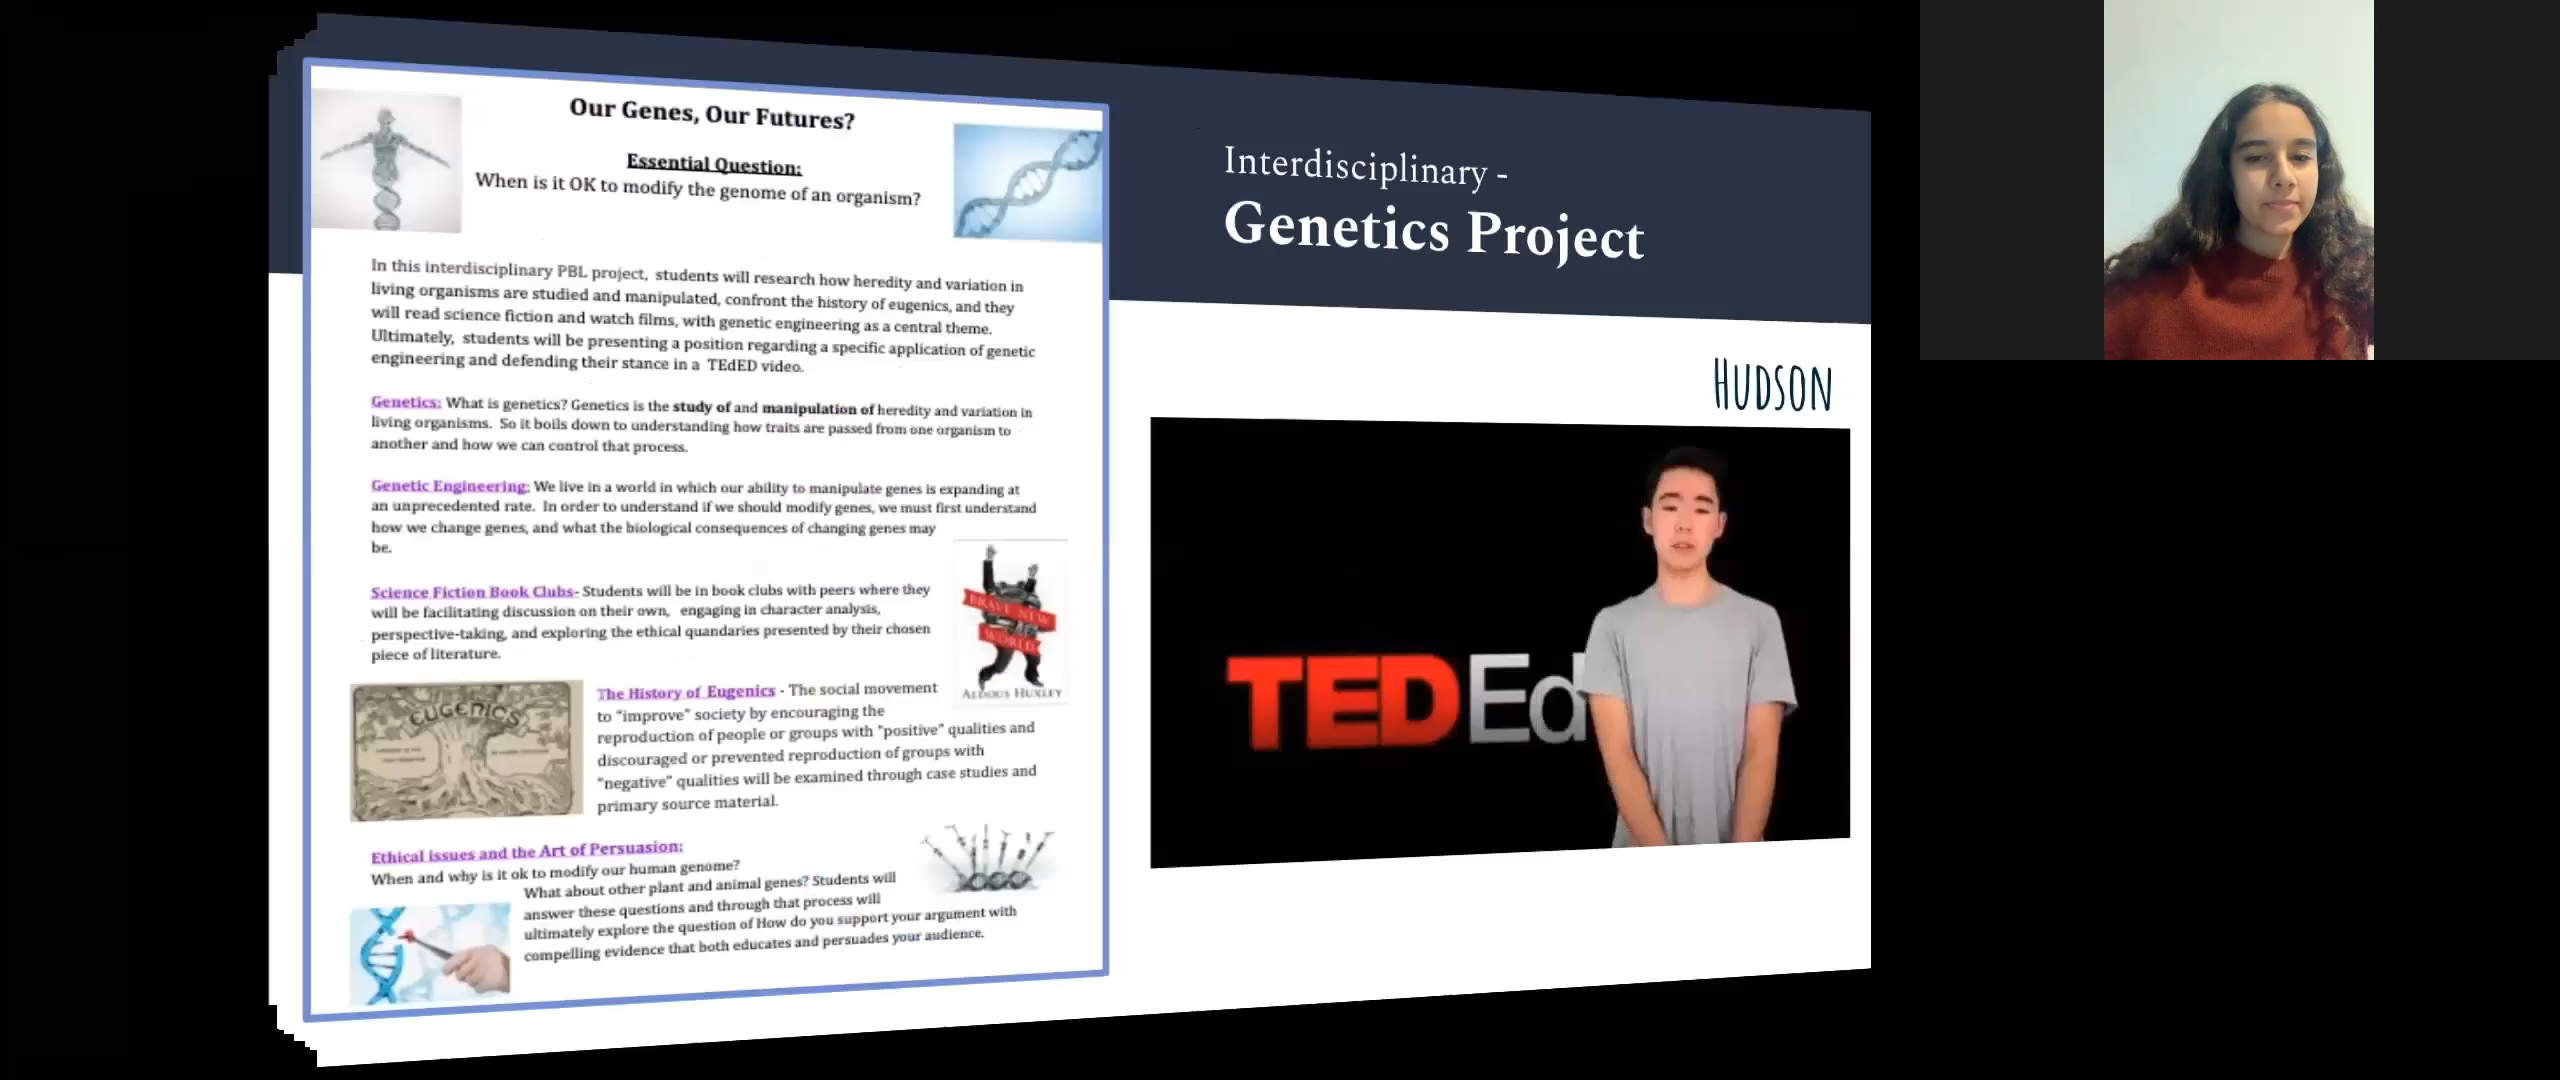 Our Genes, Our Futures?
Essential Question:
When is it OK to modify the genome of an organism?
In this interdisciplinary PBL project, students will research how heredity and variation in
living organisms are studied and manipulated, confront the history of eugenics, and they
will read science fiction and watch films, with genetic engineering as a central theme.
Ultimately, students will be presenting a position regarding a specific application of genetic
engineering and defending their stance in a TEdED video.
Genetics: What is genetics? Genetics is the study of and manipulation of heredity and variation in
living organisms. So it boils down to understanding how traits are passed from one organism to
another and how we can control that process.
Genetic Engineering: We live in a world in which our ability to manipulate genes is expanding at
an unprecedented rate. In order to understand if we should modify genes, we must first understand
how we change genes, and what the biological consequences of changing genes may
be.
Science Fiction Book Clubs- Students will be in book clubs with peers where they
will be facilitating discussion on their own, engaging in character analysis,
perspective-taking, and exploring the ethical quandaries presented by their chosen
piece of literature.
BRAVE NEW
WORLD
ALDOUS HUXLEY
EUGENICS
The History of Eugenics - The social movement
to "improve" society by encouraging the
reproduction of people or groups with "positive" qualities and
discouraged or prevented reproduction of groups with
"negative" qualities will be examined through case studies and
primary source material.
Ethical issues and the Art of Persuasion:
When and why is it ok to modify our human genome?
What about other plant and animal genes? Students will
answer these questions and through that process will
ultimately explore the question of How do you support your argument with
compelling evidence that both educates and persuades your audience.
Interdisciplinary -
Genetics Project
HUDSON
TEDEd